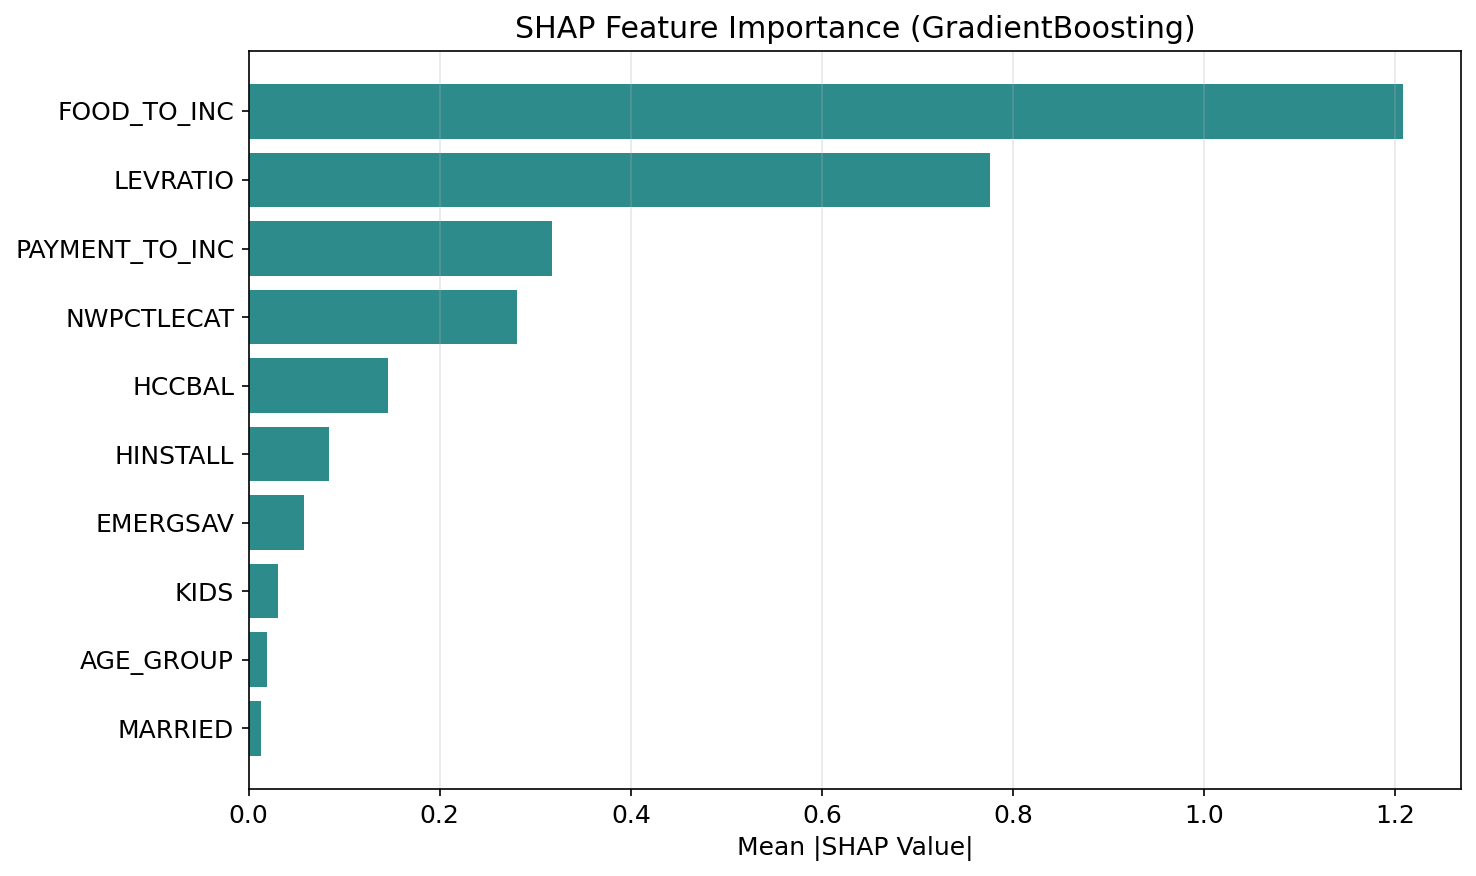 SHAP Feature Importance (GradientBoosting)
FOOD_TO_INC
LEVRATIO
PAYMENT_TO_INC
NWPCTLECAT
HCCBAL
HINSTALL
EMERGSAV
KIDS
AGE_GROUP
MARRIED
0.0 0.2 0.4 0.6 0.8 1.0 1.2
Mean |SHAP Value|